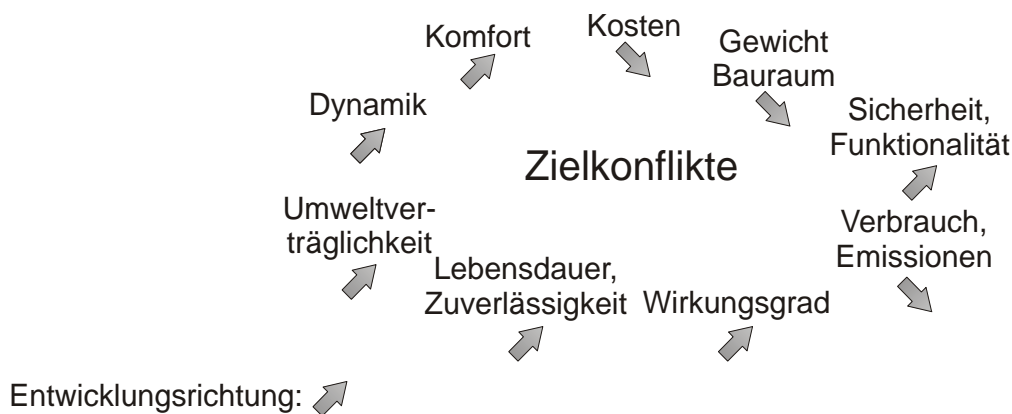 Komfort
Kosten
Gewicht
Bauraum
Dynamik
Sicherheit,
Funktionalität
Zielkonflikte
Umweltver-
träglichkeit
Verbrauch,
Emissionen
Lebensdauer,
Zuverlässigkeit
Wirkungsgrad
Entwicklungsrichtung: